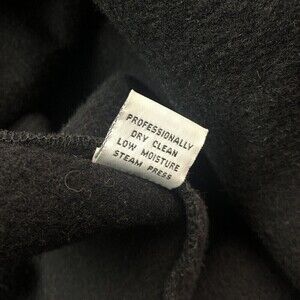 PROFESSIONALLY
DRY CLEAN
LOW MOISTURE
STEAM PRESS